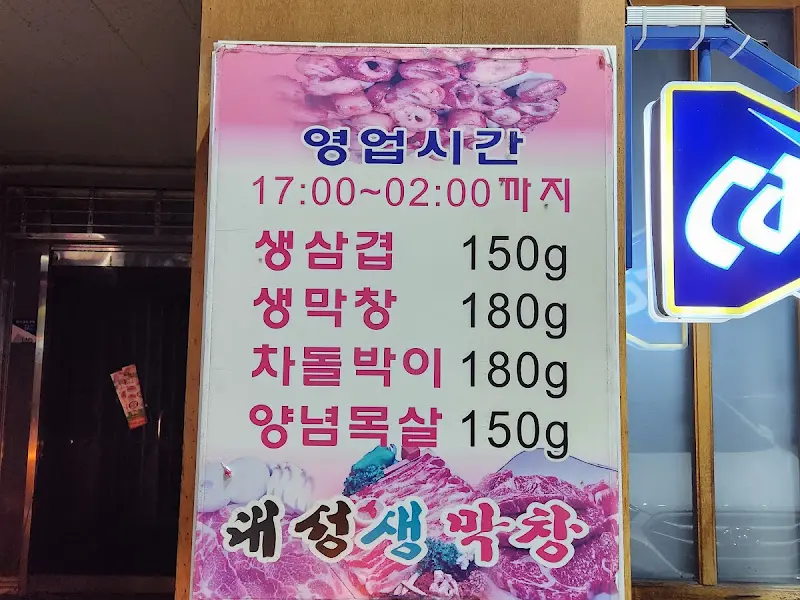 영업시간
17:00~02:00까지
생삼겹 150g
생막창 180g
차돌박이 180g
양념목살 150g
대성생막창